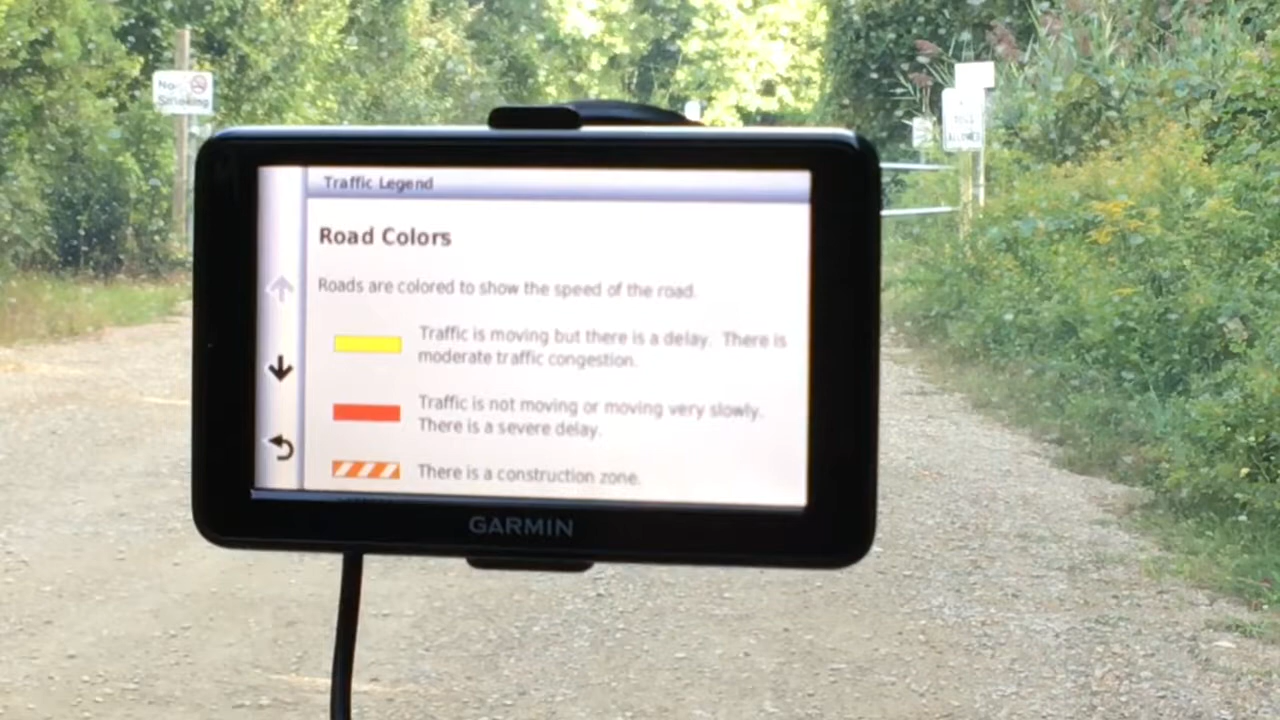 No
Smoking
ALLOWED
Traffic Legend
Road Colors
Roads are colored to show the speed of the road.
Traffic is moving but there is a delay. There is
moderate traffic congestion.
Traffic is not moving or moving very slowly.
There is a severe delay.
There is a construction zone.
GARMIN